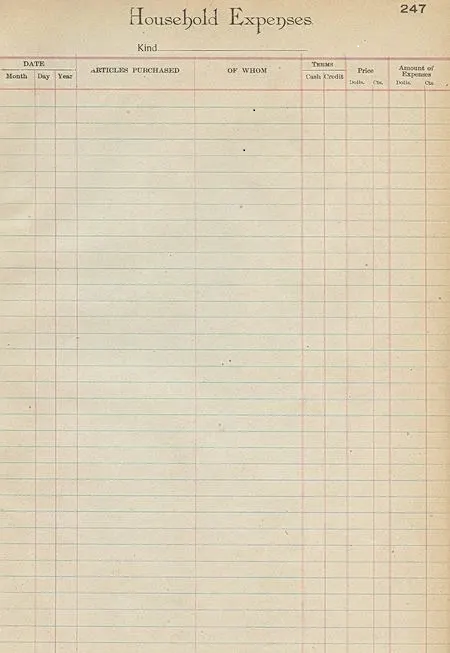 247
Household Expenses.
Kind
DATE
ARTICLES PURCHASED
OF WHOM
TERMS
Price
Amount of Expenses
Month Day Year
Cash Credit
Dolls. Cts.
Dolls. Cts